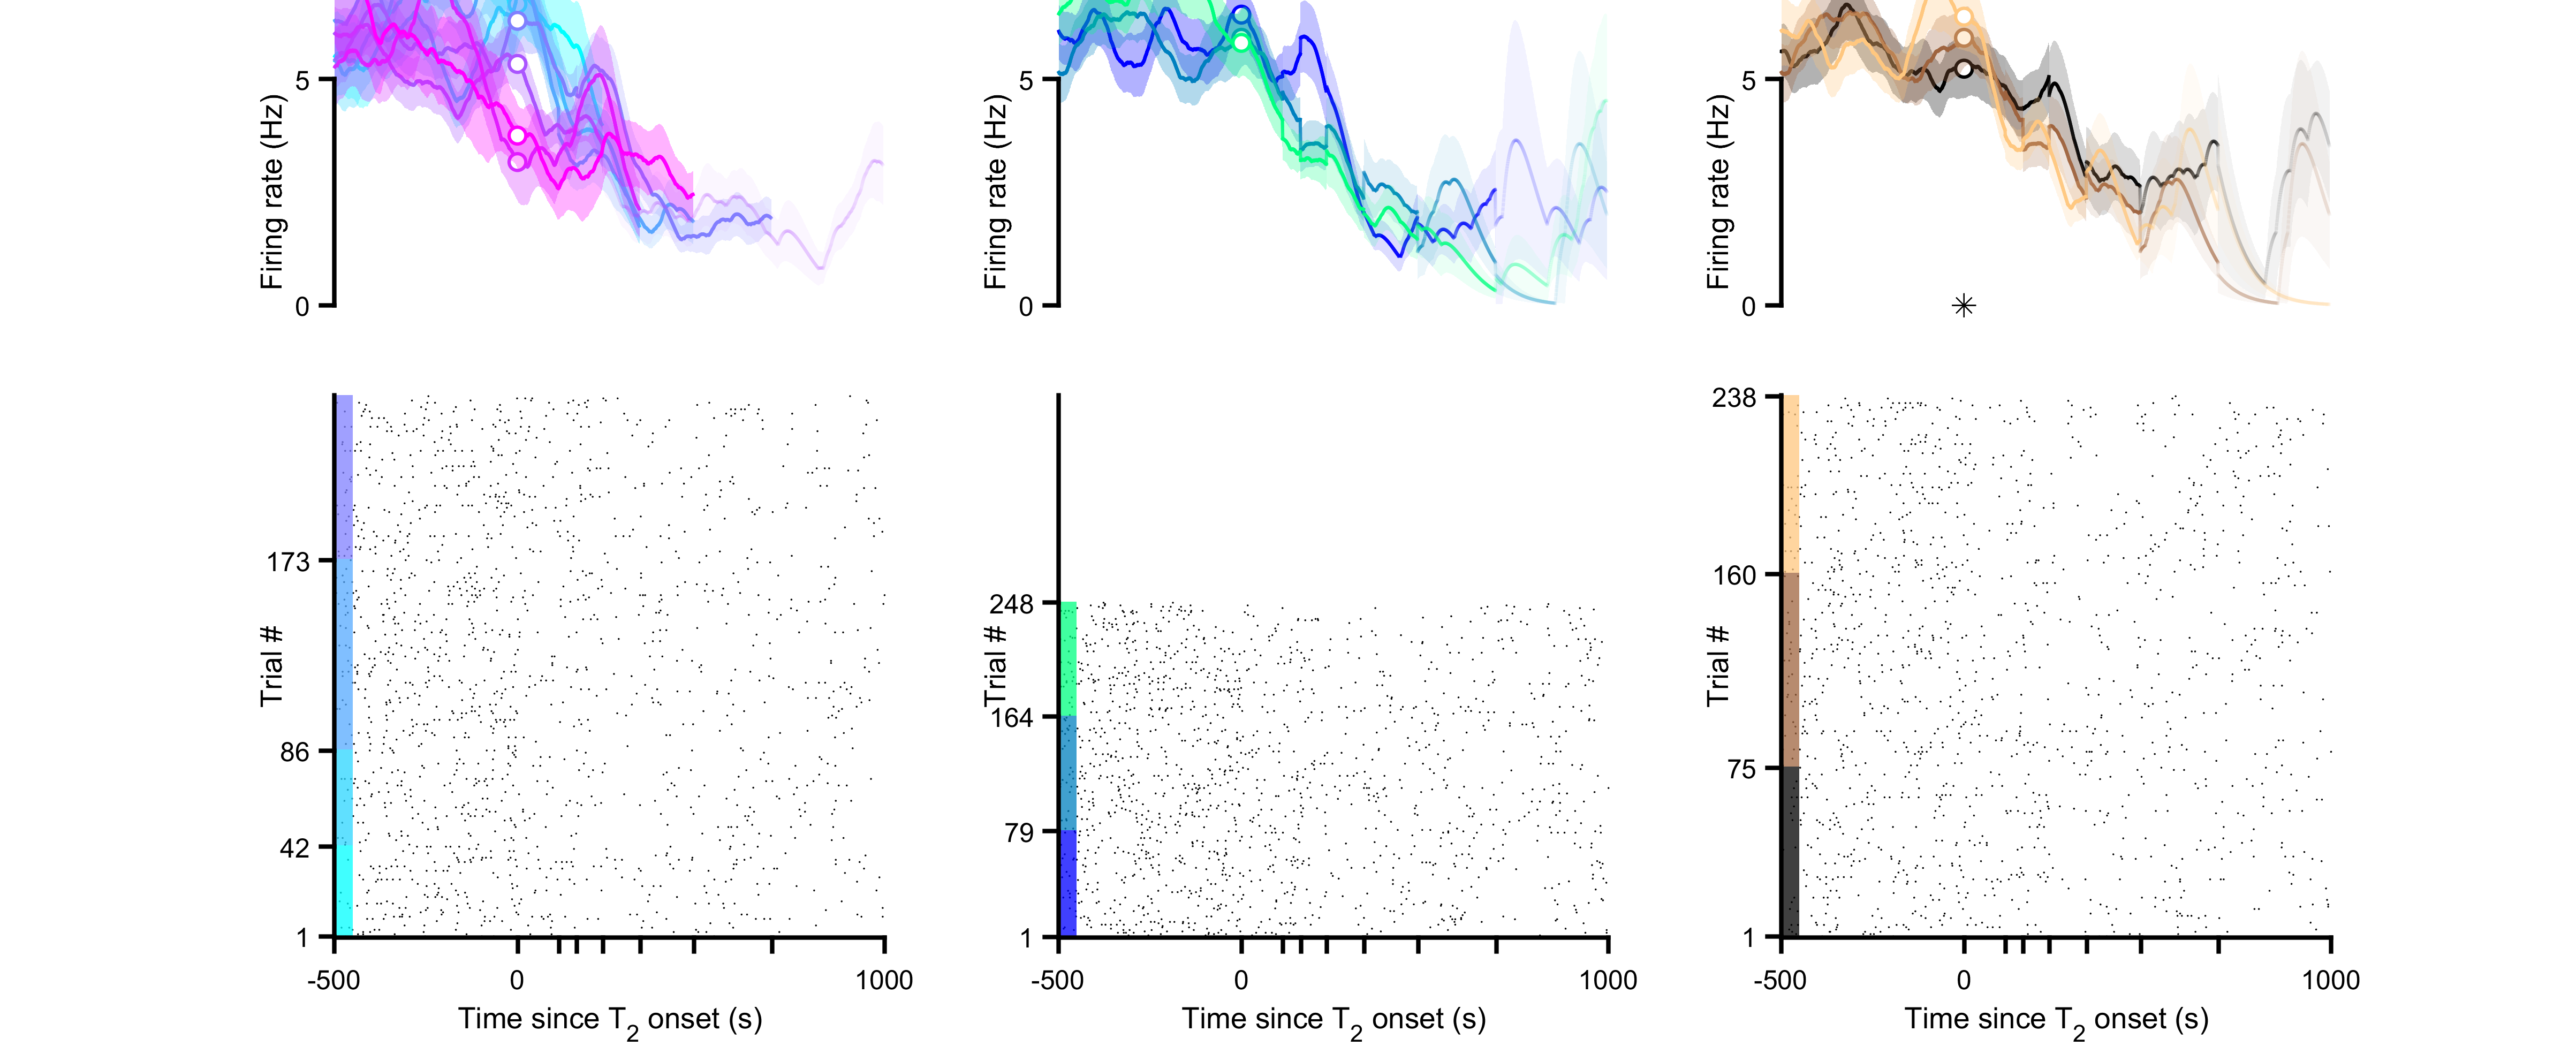 5
0
Firing rate (Hz)
5
0
Firing rate (Hz)
5
0
Firing rate (Hz)
173
86
42
1
Trial #
-500 0 1000
Time since T2 onset (s)
248
164
79
1
Trial #
-500 0 1000
Time since T2 onset (s)
238
160
75
1
Trial #
-500 0 1000
Time since T2 onset (s)